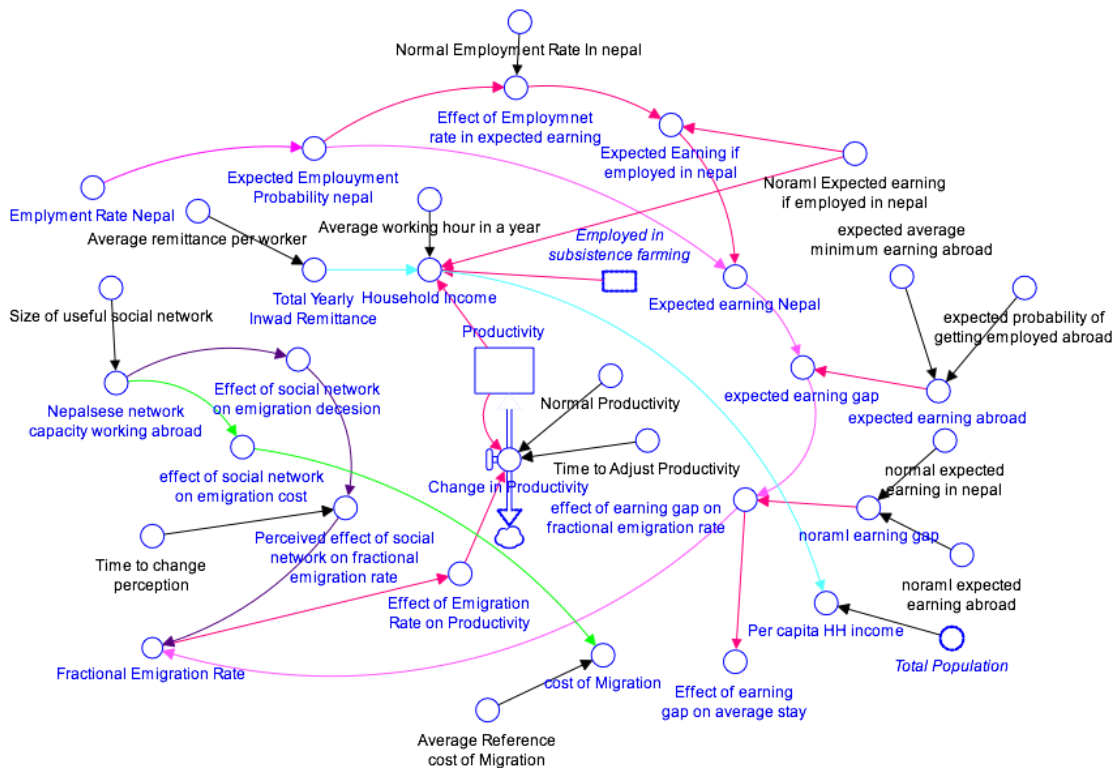 Normal Employment Rate In nepal
Effect of Employmnet
rate in expected earning
Expected Earning if
employed in nepal
Expected Emplouyment
Probability nepal
Noraml Expected earning
if employed in nepal
Emplyment Rate Nepal
Average remittance per worker
Average working hour in a year
Employed in
subsistence farming
expected average
minimum earning abroad
Total Yearly
Inwad Remittance
Household Income
Expected earning Nepal
Size of useful social network
Productivity
expected probability of
getting employed abroad
Effect of social network
on emigration decesion
Nepalsese network
capacity working abroad
Normal Productivity
expected earning gap
expected earning abroad
effect of social network
on emigration cost
Time to Adjust Productivity
Change in Productivity
effect of earning gap on
fractional emigration rate
normal expected
earning in nepal
noraml earning gap
Perceived effect of social
network on fractional
emigration rate
Time to change
perception
noraml expected
earning abroad
Effect of Emigration
Rate on Productivity
Per capita HH income
Total Population
Fractional Emigration Rate
cost of Migration
Effect of earning
gap on average stay
Average Reference
cost of Migration